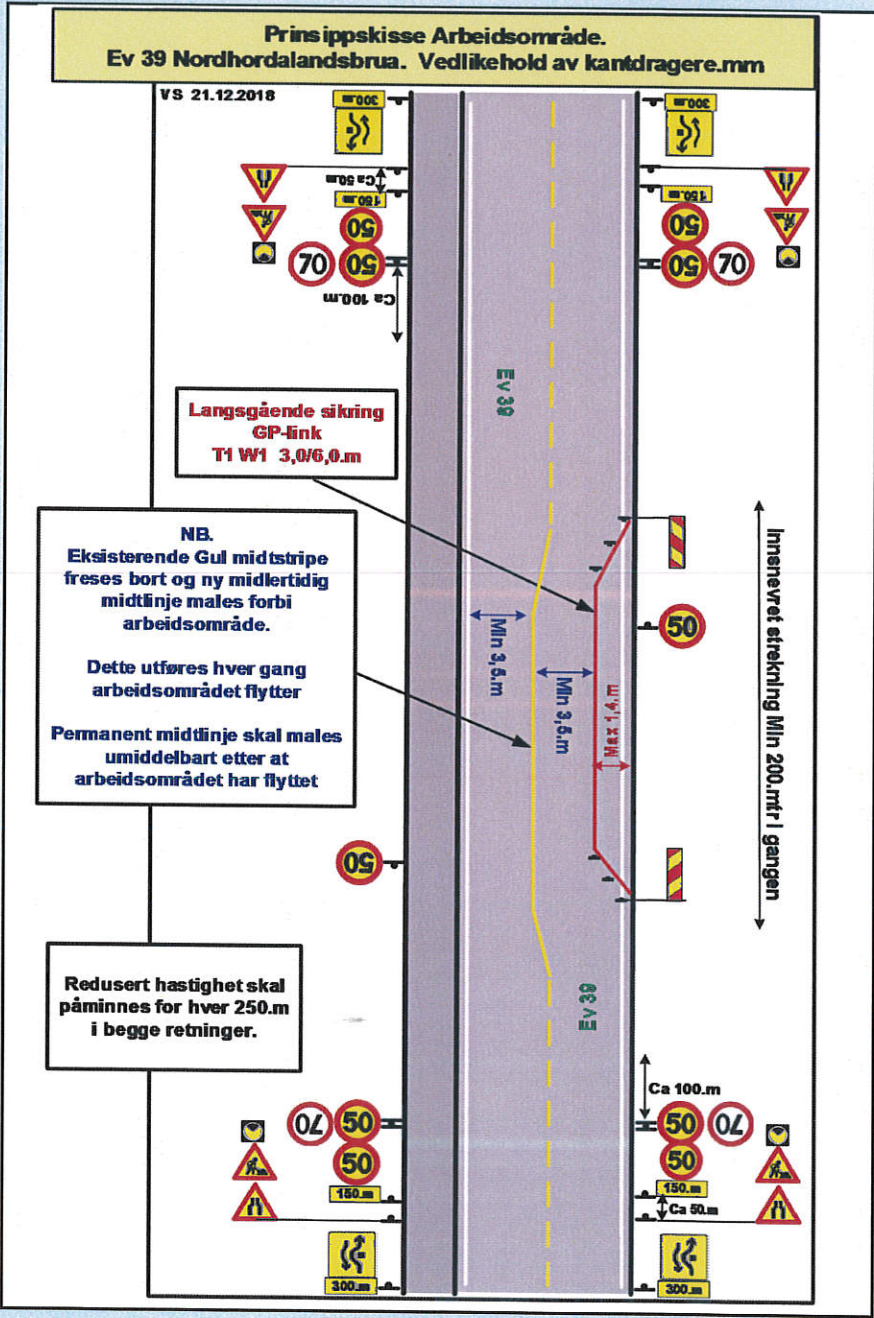 Prinsippskisse Arbeidsområde.
Ev 39 Nordhordalandsbrua. Vedlikehold av kantdragere.mm
VS 21.12.2018
300.m
300.m
Ca 50.m
150.m
150.m
50
50
70
50
50
70
Ca 100.m
Ev 39
Langsgående sikring
GP-link
T1 W1 3,0/6,0.m
NB.
Eksisterende Gul midtstripe
freses bort og ny midlertidig
midtlinje males forbi
arbeidsområde.
Dette utføres hver gang
arbeidsområdet flytter
Permanent midtlinje skal males
umiddelbart etter at
arbeidsområdet har flyttet
Min 3,5.m
Min 3,5.m
Max 1,4.m
50
Innsnevret strekning Min 200.mtr i gangen
50
Redusert hastighet skal
påminnes for hver 250.m
i begge retninger.
Ev 39
Ca 100.m
70
50
50
70
50
50
150.m
150.m
Ca 50.m
300.m
300.m